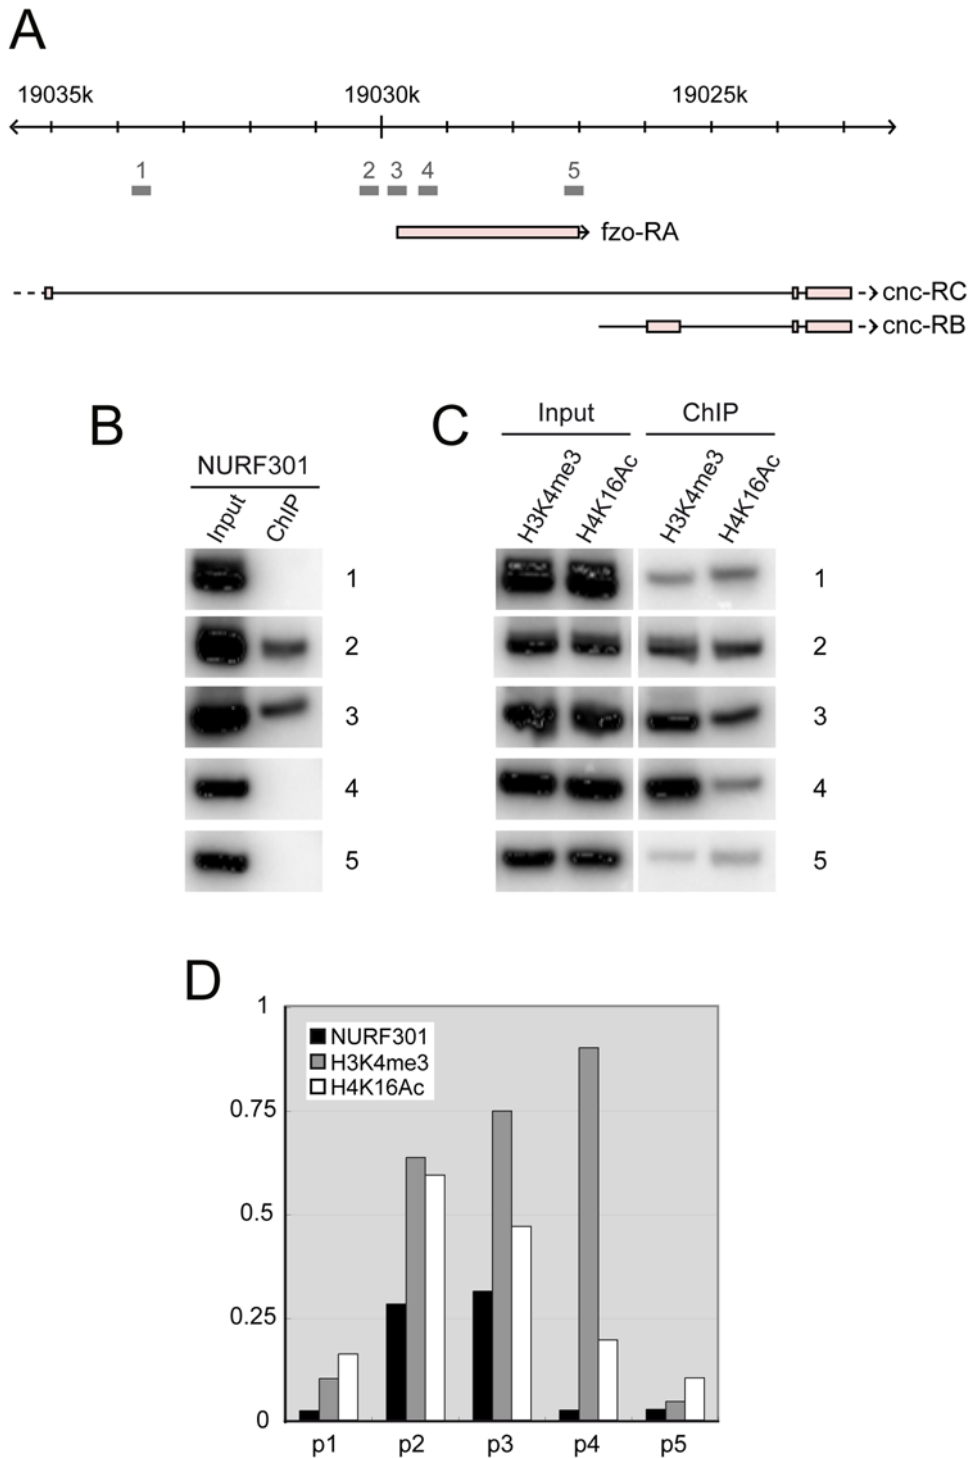 A
19035k 19030k 19025k
1 2 3 4 5
fzo-RA
cnc-RC
cnc-RB
B
NURF301
Input ChIP
1
2
3
4
5
C
Input ChIP
H3K4me3 H4K16Ac H3K4me3 H4K16Ac
1
2
3
4
5
D
1
0.75
0.5
0.25
0
NURF301
H3K4me3
H4K16Ac
p1 p2 p3 p4 p5